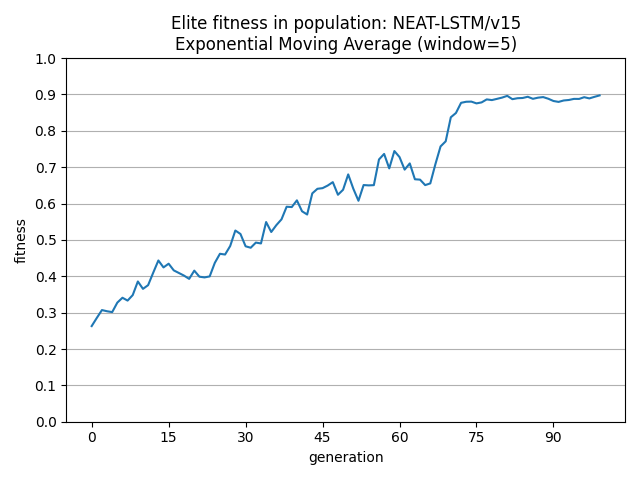 Elite fitness in population: NEAT-LSTM/v15
Exponential Moving Average (window=5)
1.0
0.9
0.8
0.7
0.6
0.5
0.4
0.3
0.2
0.1
0.0
fitness
0 15 30 45 60 75 90
generation